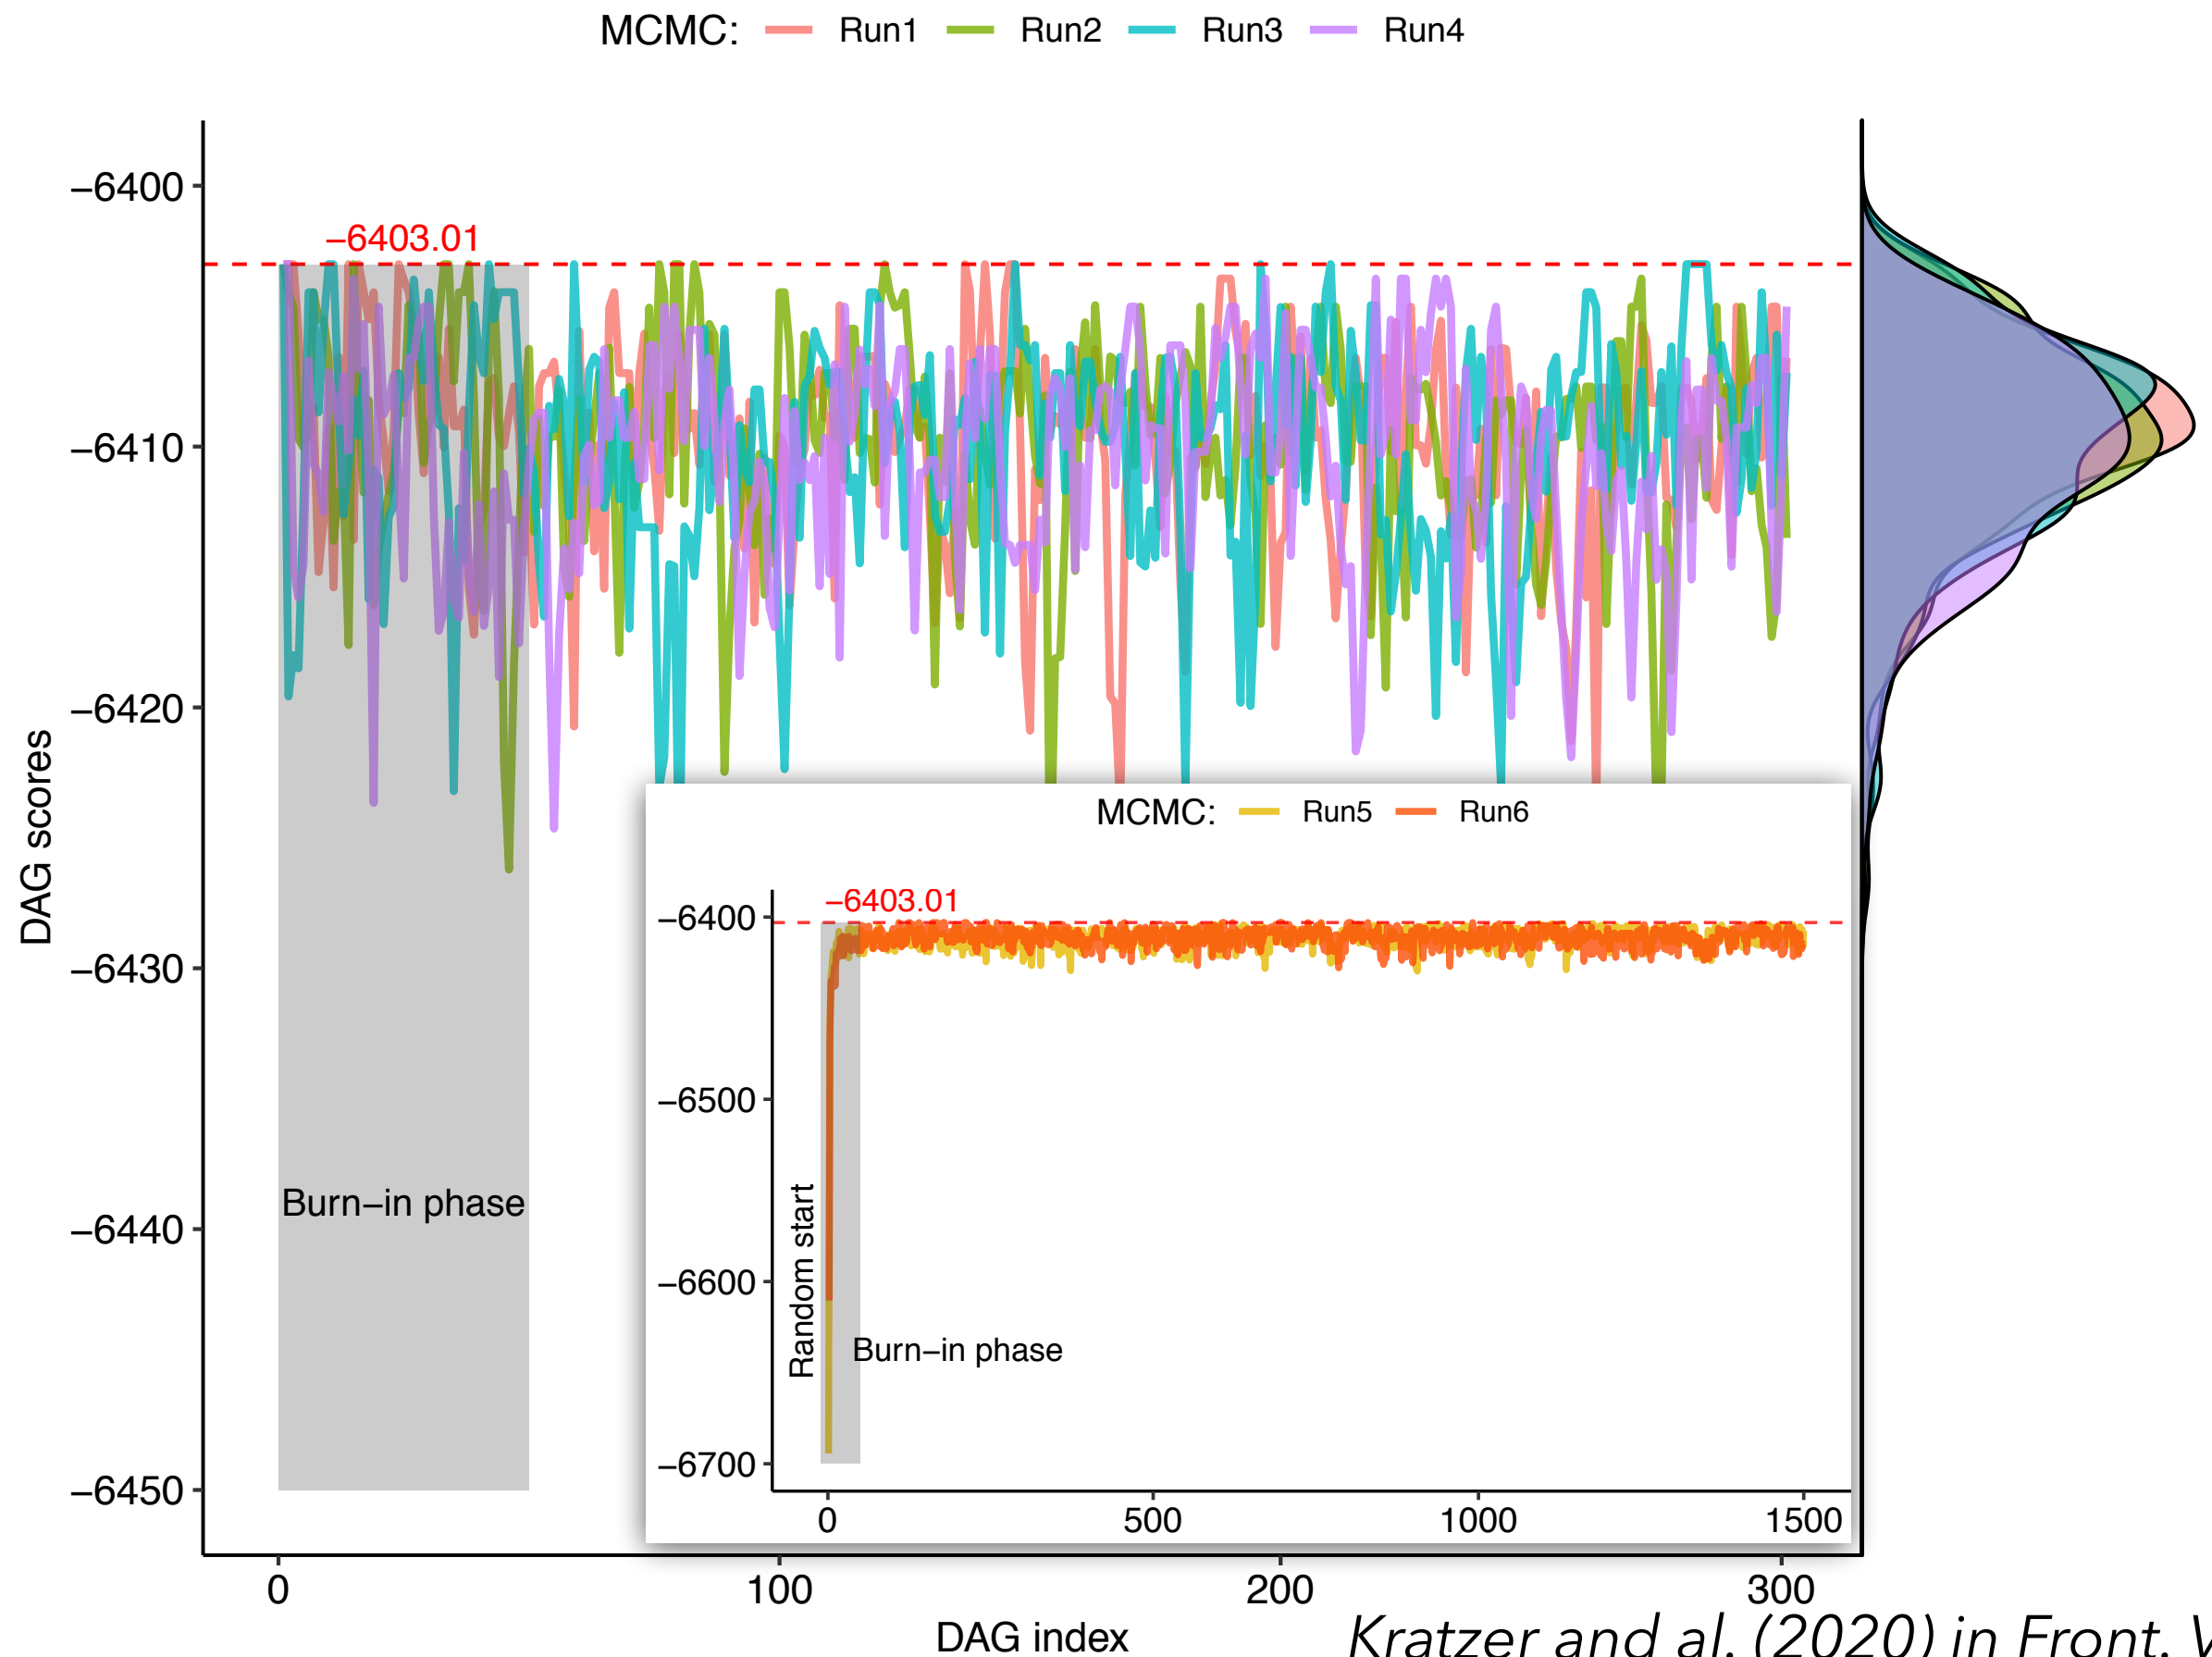 MCMC: Run1 Run2 Run3 Run4
−6400
−6403.01
−6410
−6420
−6430
−6440
−6450
DAG scores
Burn−in phase
0 100 200 300
DAG index
MCMC: Run5 Run6
−6403.01
−6400
−6500
−6600
−6700
Random start
Burn−in phase
0 500 1000 1500
Kratzer and al. (2020) in Front.